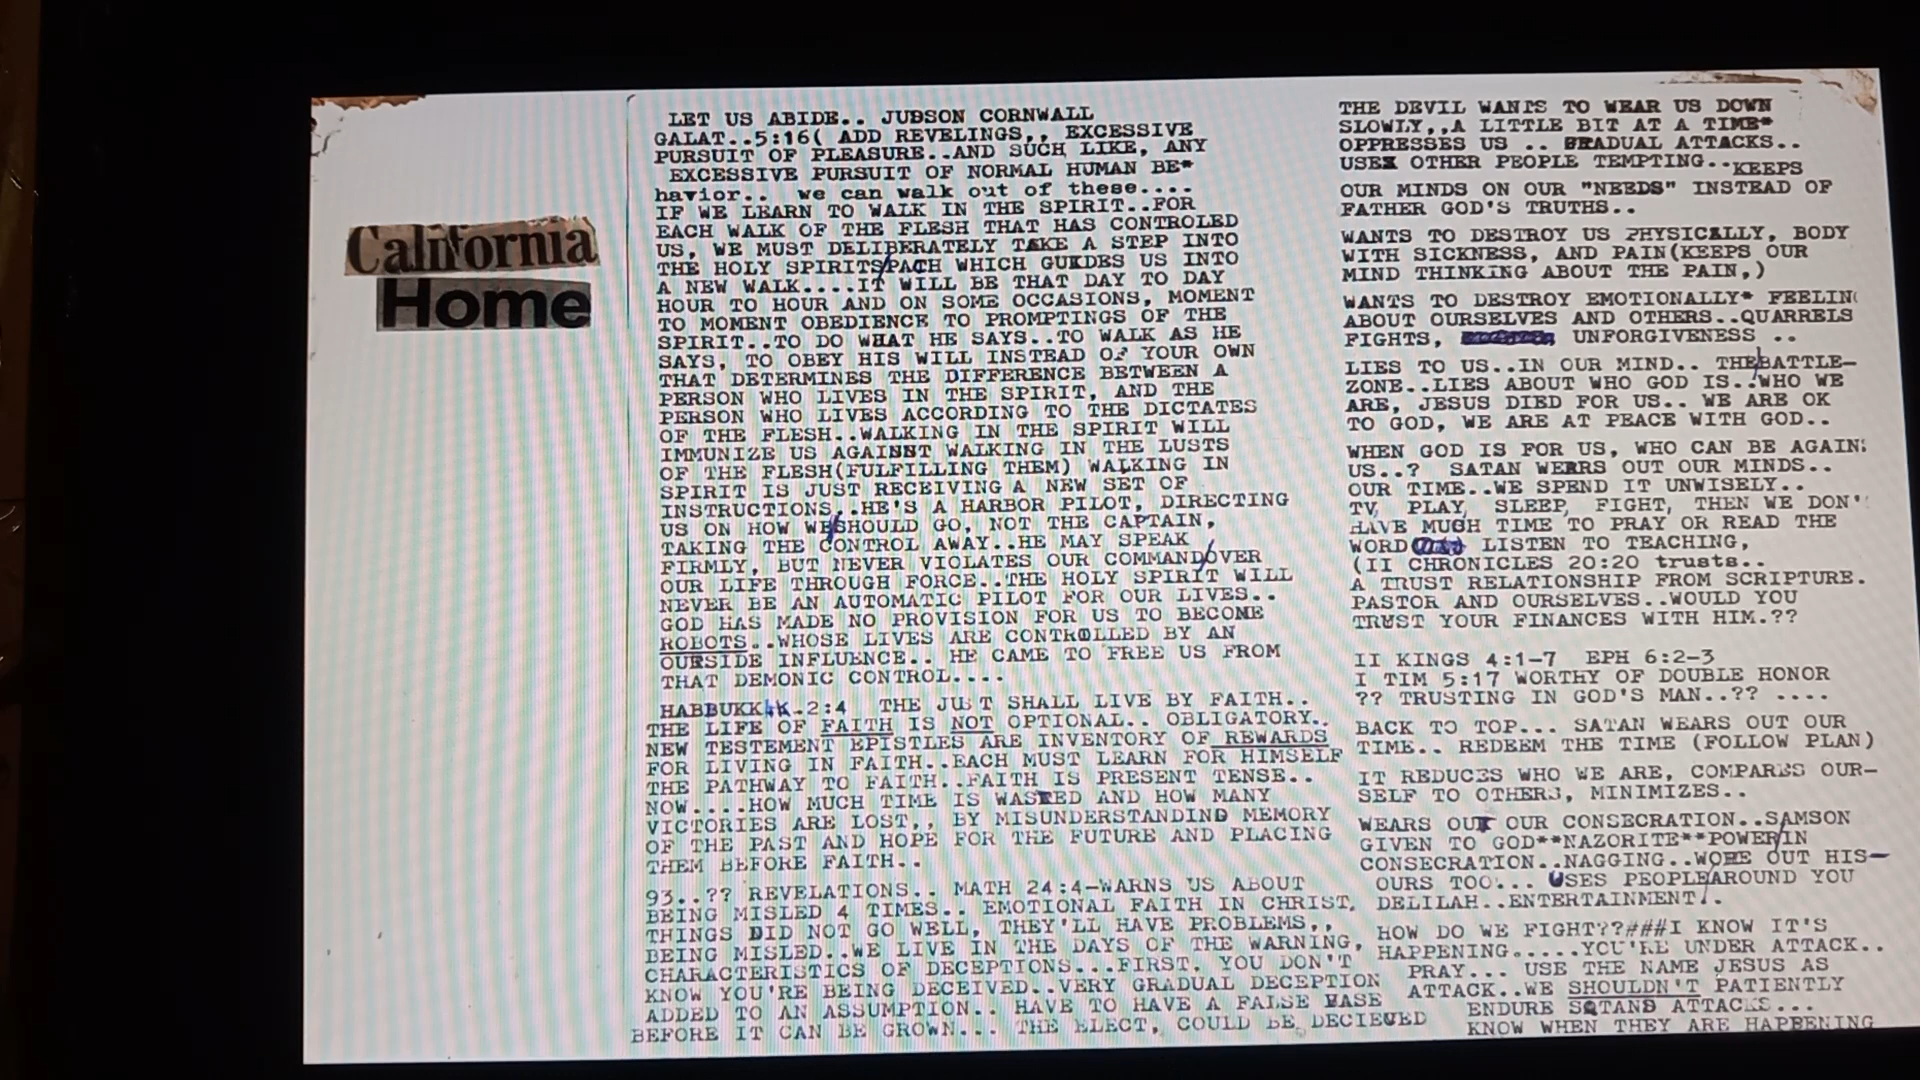 California
Home
LET US ABIDE.. JUDSON CORNWALL
GALAT..5:16( ADD REVELINGS,, EXCESSIVE
PURSUIT OF PLEASURE..AND SUCH LIKE, ANY
EXCESSIVE PURSUIT OF NORMAL HUMAN BE*
havior.. we can walk out of these....
IF WE LEARN TO WALK IN THE SPIRIT..FOR
EACH WALK OF THE FLESH THAT HAS CONTROLED
US, WE MUST DELIBERATELY TAKE A STEP INTO
THE HOLY SPIRITS/PATH WHICH GUIDES US INTO
A NEW WALK....IT WILL BE THAT DAY TO DAY
HOUR TO HOUR AND ON SOME OCCASIONS, MOMENT
TO MOMENT OBEDIENCE TO PROMPTINGS OF THE
SPIRIT..TO DO WHAT HE SAYS..TO WALK AS HE
SAYS, TO OBEY HIS WILL INSTEAD OF YOUR OWN
THAT DETERMINES THE DIFFERENCE BETWEEN A
PERSON WHO LIVES IN THE SPIRIT, AND THE
PERSON WHO LIVES ACCORDING TO THE DICTATES
OF THE FLESH..WALKING IN THE SPIRIT WILL
IMMUNIZE US AGAINST WALKING IN THE LUSTS
OF THE FLESH(FULFILLING THEM) WALKING IN
SPIRIT IS JUST RECEIVING A NEW SET OF
INSTRUCTIONS..HE'S A HARBOR PILOT, DIRECTING
US ON HOW WE/SHOULD GO, NOT THE CAPTAIN,
TAKING THE CONTROL AWAY..HE MAY SPEAK
FIRMLY, BUT NEVER VIOLATES OUR COMMAND/OVER
OUR LIFE THROUGH FORCE..THE HOLY SPIRIT WILL
NEVER BE AN AUTOMATIC PILOT FOR OUR LIVES..
GOD HAS MADE NO PROVISION FOR US TO BECOME
ROBOTS..WHOSE LIVES ARE CONTROLLED BY AN
OURSIDE INFLUENCE.. HE CAME TO FREE US FROM
THAT DEMONIC CONTROL....
HABBUKKUK.2:4 THE JUST SHALL LIVE BY FAITH..
THE LIFE OF FAITH IS NOT OPTIONAL.. OBLIGATORY..
NEW TESTEMENT EPISTLES ARE INVENTORY OF REWARDS
FOR LIVING IN FAITH..EACH MUST LEARN FOR HIMSELF
THE PATHWAY TO FAITH..FAITH IS PRESENT TENSE..
NOW....HOW MUCH TIME IS WASTED AND HOW MANY
VICTORIES ARE LOST,, BY MISUNDERSTANDING MEMORY
OF THE PAST AND HOPE FOR THE FUTURE AND PLACING
THEM BEFORE FAITH..
93..?? REVELATIONS.. MATH 24:4-WARNS US ABOUT
BEING MISLED 4 TIMES.. EMOTIONAL FAITH IN CHRIST,
THINGS DID NOT GO WELL, THEY'LL HAVE PROBLEMS,,
BEING MISLED..WE LIVE IN THE DAYS OF THE WARNING,
CHARACTERISTICS OF DECEPTIONS...FIRST, YOU DON'T
KNOW YOU'RE BEING DECEIVED..VERY GRADUAL DECEPTION
ADDED TO AN ASSUMPTION.. HAVE TO HAVE A FALSE BASE
BEFORE IT CAN BE GROWN... THE ELECT, COULD BE DECIEVED
THE DEVIL WANTS TO WEAR US DOWN
SLOWLY,,A LITTLE BIT AT A TIME*
OPPRESSES US .. GRADUAL ATTACKS..
USES OTHER PEOPLE TEMPTING..KEEPS
OUR MINDS ON OUR "NEEDS" INSTEAD OF
FATHER GOD'S TRUTHS..
WANTS TO DESTROY US PHYSICALLY, BODY
WITH SICKNESS, AND PAIN(KEEPS OUR
MIND THINKING ABOUT THE PAIN,)
WANTS TO DESTROY EMOTIONALLY* FEELIN
ABOUT OURSELVES AND OTHERS..QUARRELS
FIGHTS, UNFORGIVENESS ..
LIES TO US..IN OUR MIND.. THE/BATTLE-
ZONE..LIES ABOUT WHO GOD IS..WHO WE
ARE, JESUS DIED FOR US.. WE ARE OK
TO GOD, WE ARE AT PEACE WITH GOD..
WHEN GOD IS FOR US, WHO CAN BE AGAIN
US..? SATAN WEARS OUT OUR MINDS..
OUR TIME..WE SPEND IT UNWISELY..
TV, PLAY, SLEEP, FIGHT, THEN WE DON'
HAVE MUCH TIME TO PRAY OR READ THE
WORD LISTEN TO TEACHING,
(II CHRONICLES 20:20 trusts..
A TRUST RELATIONSHIP FROM SCRIPTURE.
PASTOR AND OURSELVES..WOULD YOU
TRUST YOUR FINANCES WITH HIM.??
II KINGS 4:1-7 EPH 6:2-3
I TIM 5:17 WORTHY OF DOUBLE HONOR
?? TRUSTING IN GOD'S MAN..?? ....
BACK TO TOP... SATAN WEARS OUT OUR
TIME.. REDEEM THE TIME (FOLLOW PLAN)
IT REDUCES WHO WE ARE, COMPARES OUR-
SELF TO OTHERS, MINIMIZES..
WEARS OUT OUR CONSECRATION..SAMSON
GIVEN TO GOD**NAZORITE**POWER/IN
CONSECRATION..NAGGING..WORE OUT HIS-
OURS TOO... USES PEOPLE/AROUND YOU
DELILAH..ENTERTAINMENT/.
HOW DO WE FIGHT??###I KNOW IT'S
HAPPENING......YOU'RE UNDER ATTACK..
PRAY... USE THE NAME JESUS AS
ATTACK..WE SHOULDN'T PATIENTLY
ENDURE SATANS ATTACKS...
KNOW WHEN THEY ARE HAPPENING